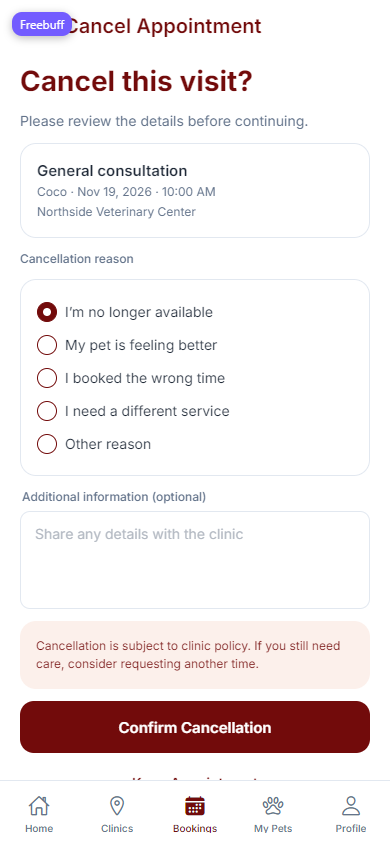 Freebuff
Cancel Appointment
Cancel this visit?
Please review the details before continuing.
General consultation
Coco · Nov 19, 2026 · 10:00 AM
Northside Veterinary Center
Cancellation reason
I’m no longer available
My pet is feeling better
I booked the wrong time
I need a different service
Other reason
Additional information (optional)
Share any details with the clinic
Cancellation is subject to clinic policy. If you still need
care, consider requesting another time.
Confirm Cancellation
Home
Clinics
Bookings
My Pets
Profile